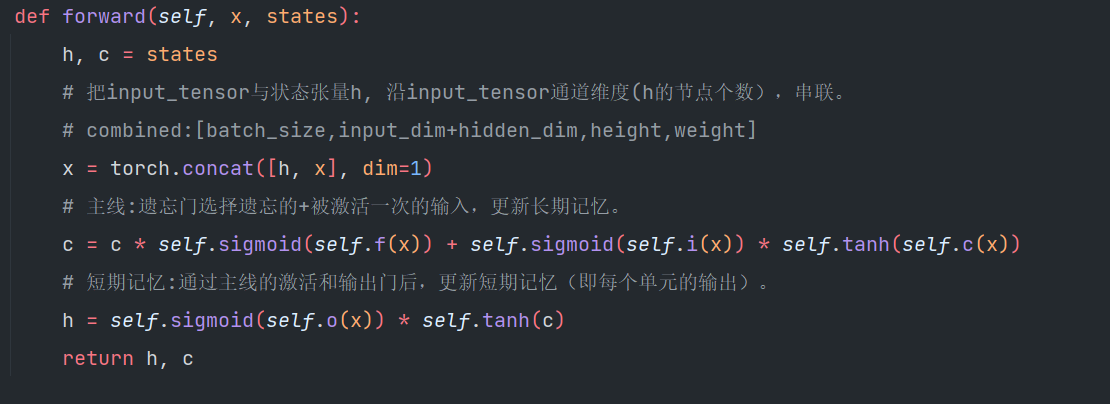 def forward(self, x, states):
h, c = states
# 把input_tensor与状态张量h, 沿input_tensor通道维度(h的节点个数），串联。
# combined:[batch_size,input_dim+hidden_dim,height,weight]
x = torch.concat([h, x], dim=1)
# 主线:遗忘门选择遗忘的+被激活一次的输入，更新长期记忆。
c = c * self.sigmoid(self.f(x)) + self.sigmoid(self.i(x)) * self.tanh(self.c(x))
# 短期记忆:通过主线的激活和输出门后，更新短期记忆（即每个单元的输出）。
h = self.sigmoid(self.o(x)) * self.tanh(c)
return h, c